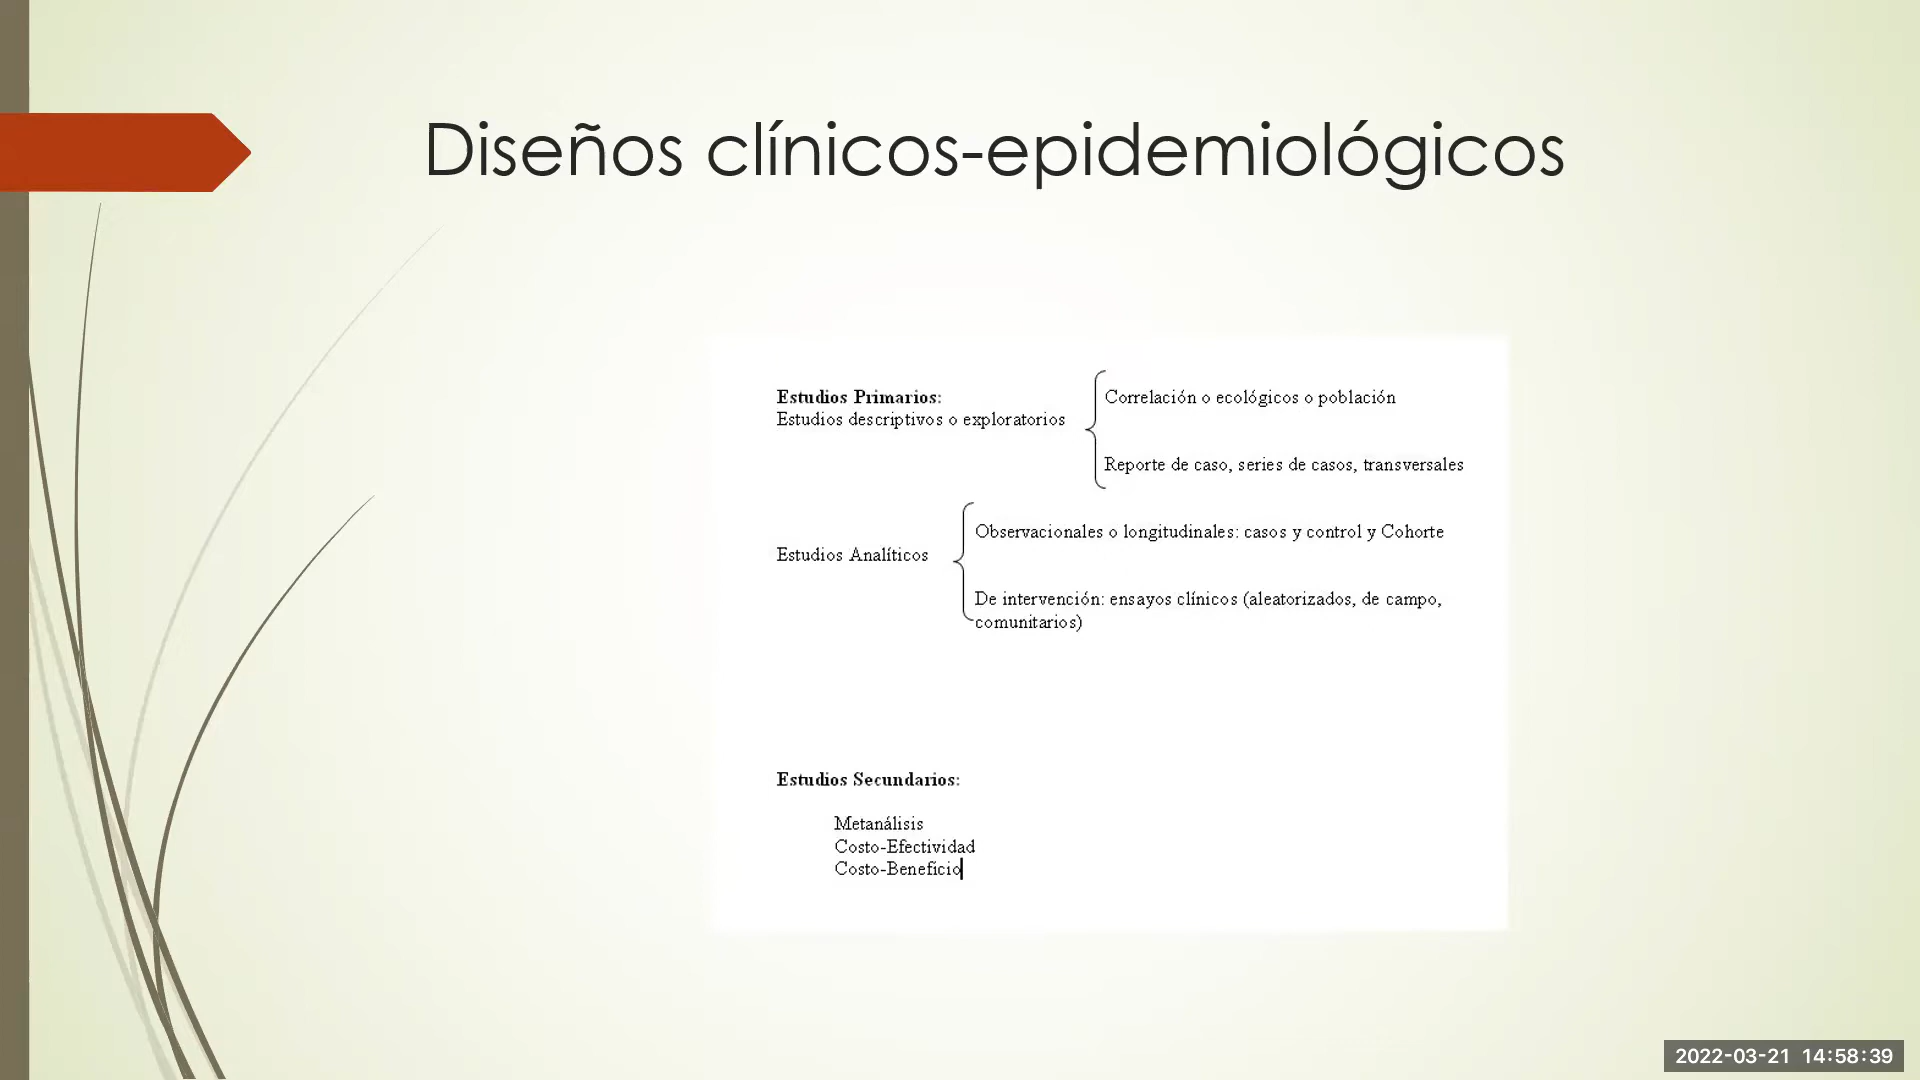 Diseños clínicos-epidemiológicos
Estudios Primarios:
Estudios descriptivos o exploratorios
Correlación o ecológicos o población
Reporte de caso, series de casos, transversales
Estudios Analíticos
Observacionales o longitudinales: casos y control y Cohorte
De intervención: ensayos clínicos (aleatorizados, de campo,
comunitarios)
Estudios Secundarios:
Metanálisis
Costo-Efectividad
Costo-Beneficio
2022-03-21 14:58:39